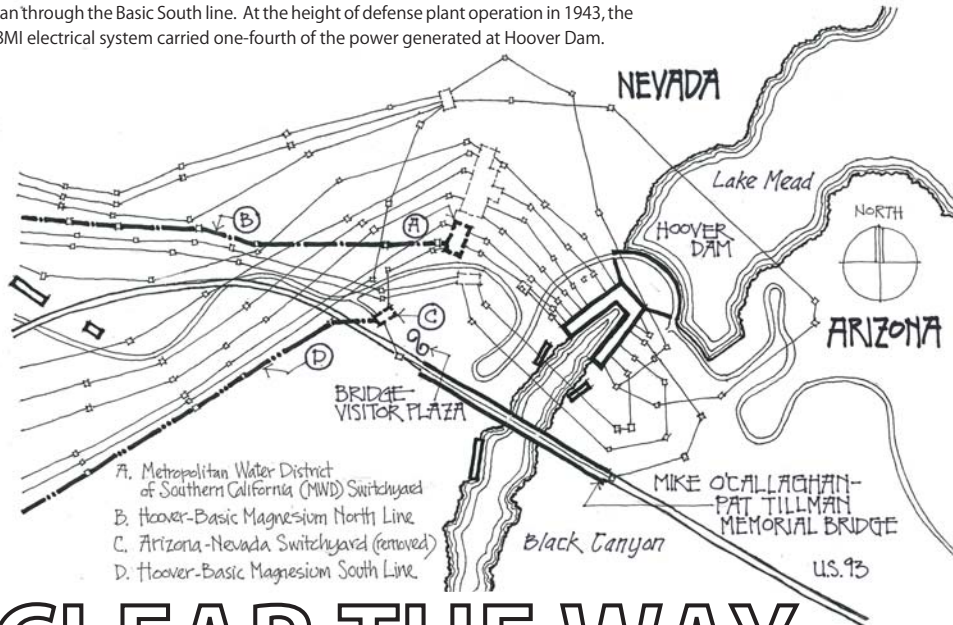 an through the Basic South line. At the height of defense plant operation in 1943, the
BMI electrical system carried one-fourth of the power generated at Hoover Dam.
NEVADA
Lake Mead
HOOVER
DAM
NORTH
ARIZONA
B
A
C
D
BRIDGE
VISITOR PLAZA
A. Metropolitan Water District
of Southern California (MWD) Switchyard
B. Hoover-Basic Magnesium North Line
C. Arizona-Nevada Switchyard (removed)
D. Hoover-Basic Magnesium South Line
MIKE O'CALLAGHAN-
PAT TILLMAN
MEMORIAL BRIDGE
Black Canyon
U.S. 93
CLEAR THE WAY